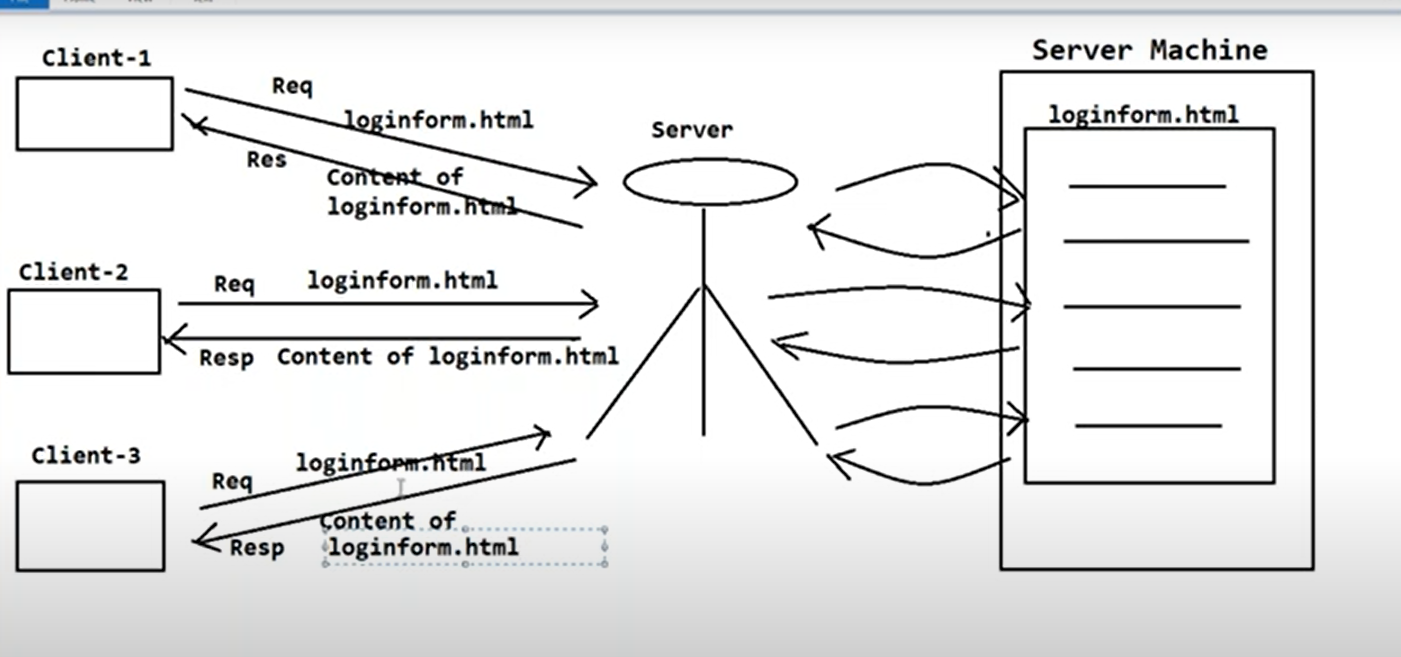 Client-1
Req
loginform.html
Res
Content of
loginform.html
Server
Server Machine
loginform.html
Client-2
Req loginform.html
Resp Content of loginform.html
Client-3
loginform.html
Req
Content of
Resp loginform.html